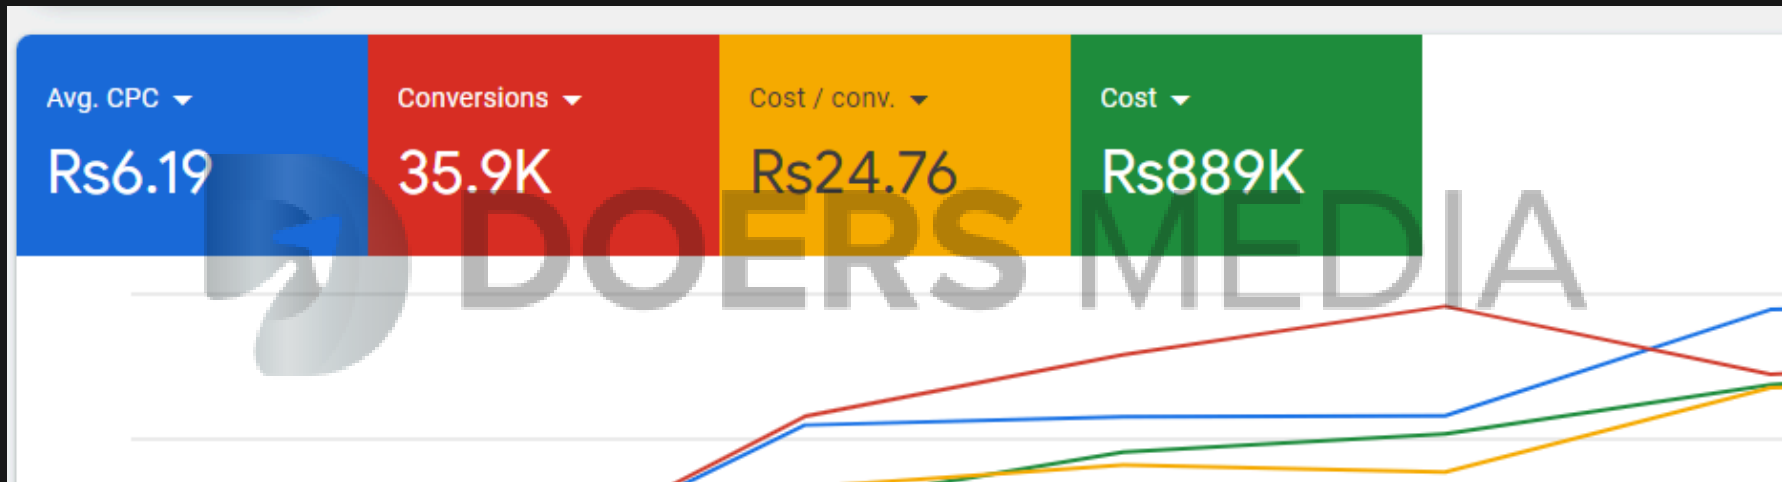 Avg. CPC
Rs6.19
Conversions
35.9K
Cost / conv.
Rs24.76
Cost
Rs889K
DOERS MEDIA